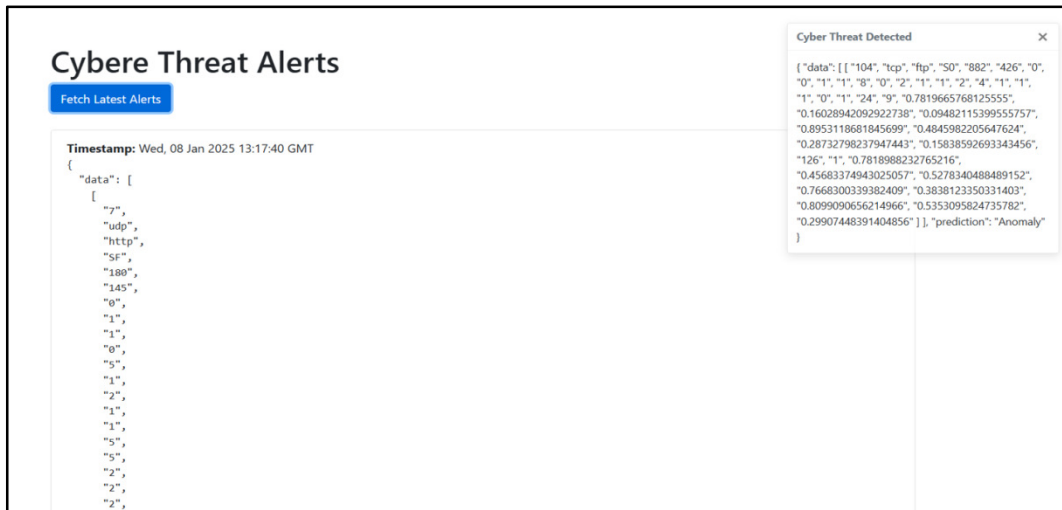 Cybere Threat Alerts
Fetch Latest Alerts
Timestamp: Wed, 08 Jan 2025 13:17:40 GMT
{
"data": [
[
"7",
"udp",
"http",
"SF",
"180",
"145",
"0",
"1",
"1",
"0",
"5",
"1",
"2",
"1",
"1",
"5",
"5",
"2",
"2",
"2",
Cyber Threat Detected
×
{ "data": [ [ "104", "tcp", "ftp", "S0", "882", "426", "0",
"0", "1", "1", "8", "0", "2", "1", "1", "2", "4", "1", "1",
"1", "0", "1", "24", "9", "0.7819665768125555",
"0.16028942092922738", "0.09482115399555757",
"0.8953118681845699", "0.4845982205647624",
"0.28732798237947443", "0.15838592693343456",
"126", "1", "0.7818988232765216",
"0.45683374943025057", "0.5278340488489152",
"0.7668300339382409", "0.3838123350331403",
"0.8099090656214966", "0.5353095824735782",
"0.29907448391404856" ] ], "prediction": "Anomaly"
}